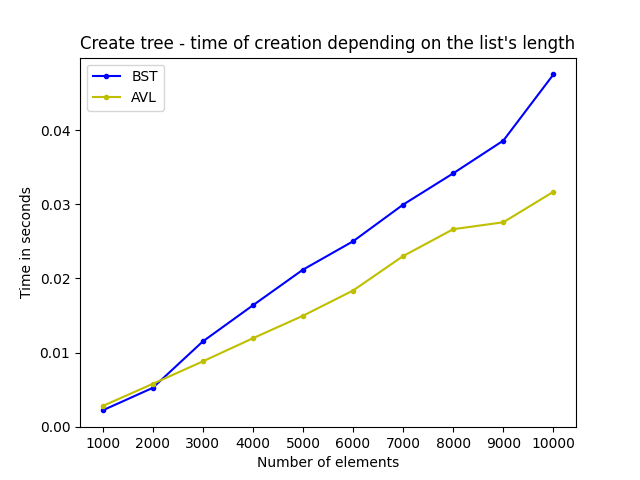 Create tree - time of creation depending on the list's length
BST
AVL
0.04
0.03
0.02
0.01
0.00
Time in seconds
1000 2000 3000 4000 5000 6000 7000 8000 9000 10000
Number of elements